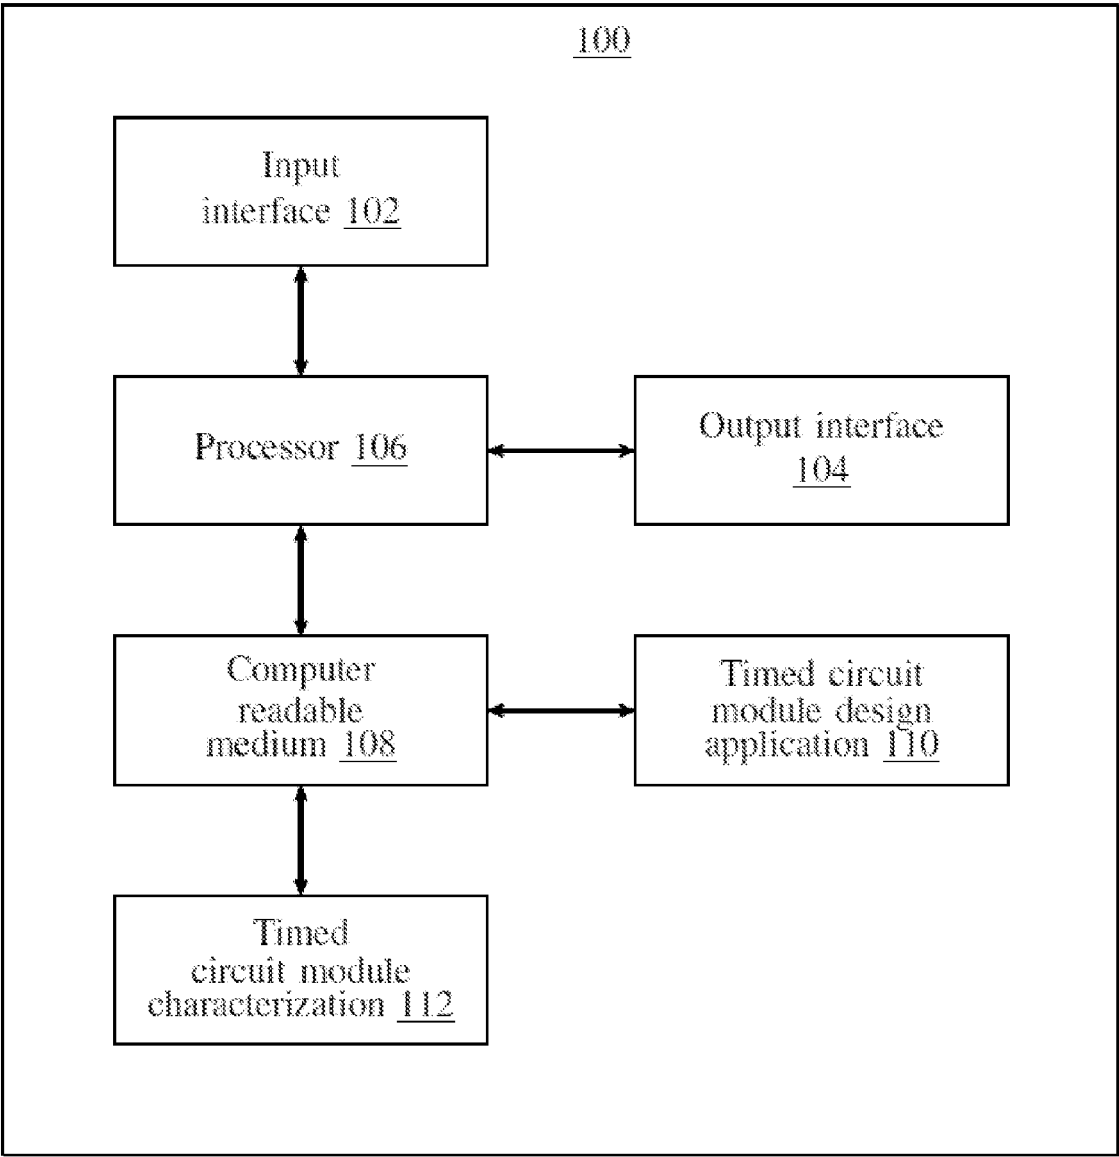 100
Input
interface 102
Processor 106
Output interface
104
Computer
readable
medium 108
Timed circuit
module design
application 110
Timed
circuit module
characterization 112